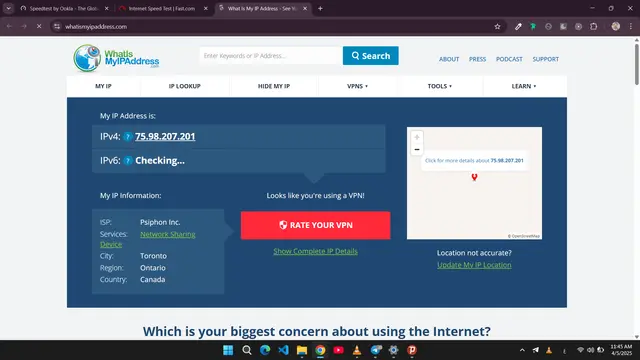 Speedtest by Ookla - The Glob
Internet Speed Test | Fast.com
What Is My IP Address - See Yo
whatismyipaddress.com
WhatIs
MyIPAddress
.com
Enter Keywords or IP Address...
Search
ABOUT
PRESS
PODCAST
SUPPORT
MY IP
IP LOOKUP
HIDE MY IP
VPNS
TOOLS
LEARN
My IP Address is:
IPv4: ? 75.98.207.201
IPv6: ? Checking...
My IP Information:
ISP: Psiphon Inc.
Services: Network Sharing
Device
City: Toronto
Region: Ontario
Country: Canada
Looks like you're using a VPN!
RATE YOUR VPN
Show Complete IP Details
+
−
Click for more details about 75.98.207.201
© OpenStreetMap
Location not accurate?
Update My IP Location
Which is your biggest concern about using the Internet?
11:45 AM
4/5/2025